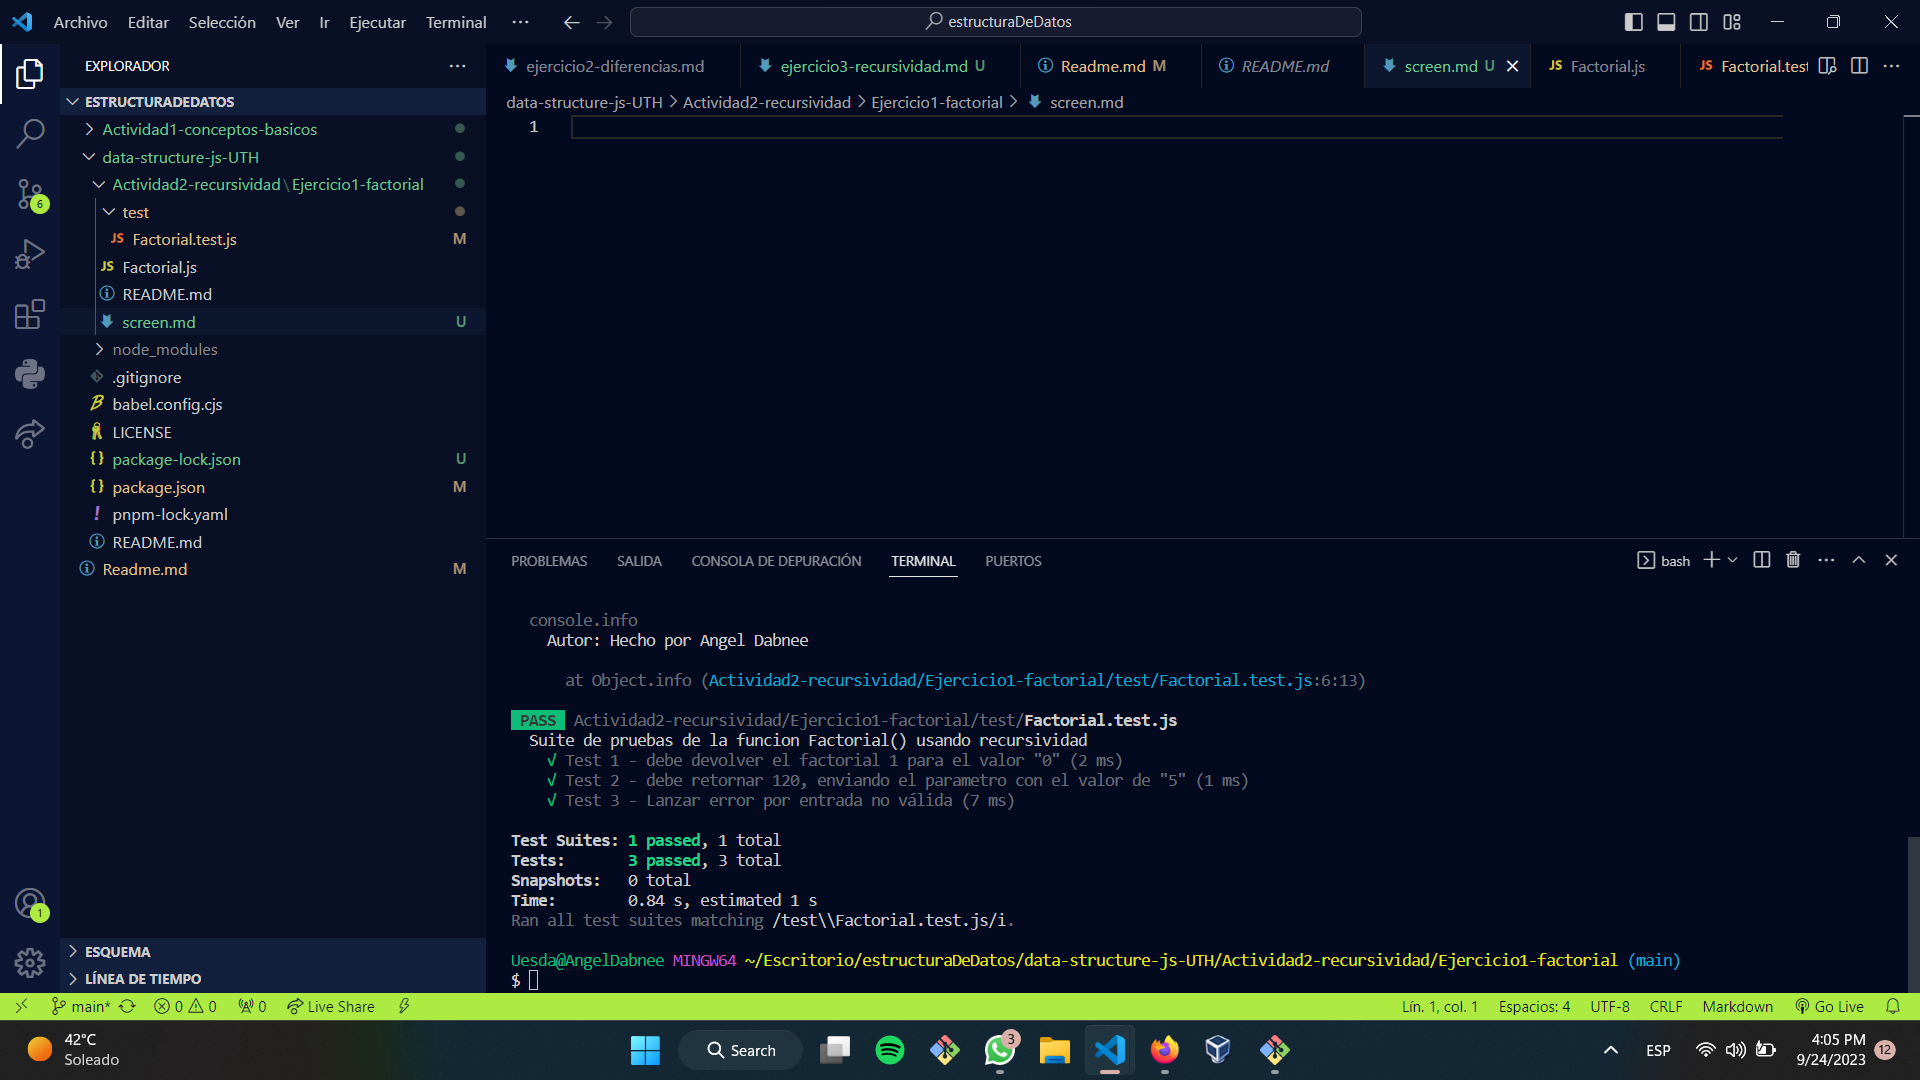 Archivo Editar Selección Ver Ir Ejecutar Terminal ··· estructuraDeDatos
EXPLORADOR ···
ESTRUCTURADEDATOS
Actividad1-conceptos-basicos
data-structure-js-UTH
Actividad2-recursividad\Ejercicio1-factorial
test
JS Factorial.test.js M
JS Factorial.js
README.md
screen.md U
node_modules
.gitignore
babel.config.cjs
LICENSE
{} package-lock.json U
{} package.json M
! pnpm-lock.yaml
README.md
Readme.md M
ESQUEMA
LÍNEA DE TIEMPO
6
1
ejercicio2-diferencias.md ejercicio3-recursividad.md U Readme.md M README.md screen.md U JS Factorial.js JS Factorial.test ···
data-structure-js-UTH > Actividad2-recursividad > Ejercicio1-factorial > screen.md
1
PROBLEMAS SALIDA CONSOLA DE DEPURACIÓN TERMINAL PUERTOS bash ···
console.info
Autor: Hecho por Angel Dabnee
at Object.info (Actividad2-recursividad/Ejercicio1-factorial/test/Factorial.test.js:6:13)
PASS Actividad2-recursividad/Ejercicio1-factorial/test/Factorial.test.js
Suite de pruebas de la funcion Factorial() usando recursividad
√ Test 1 - debe devolver el factorial 1 para el valor "0" (2 ms)
√ Test 2 - debe retornar 120, enviando el parametro con el valor de "5" (1 ms)
√ Test 3 - Lanzar error por entrada no válida (7 ms)
Test Suites: 1 passed, 1 total
Tests: 3 passed, 3 total
Snapshots: 0 total
Time: 0.84 s, estimated 1 s
Ran all test suites matching /test\\Factorial.test.js/i.
Uesda@AngelDabnee MINGW64 ~/Escritorio/estructuraDeDatos/data-structure-js-UTH/Actividad2-recursividad/Ejercicio1-factorial (main)
$
main* 0 0 0 Live Share Lín. 1, col. 1 Espacios: 4 UTF-8 CRLF Markdown Go Live
42°C
Soleado
Search
3
ESP
4:05 PM
9/24/2023
12